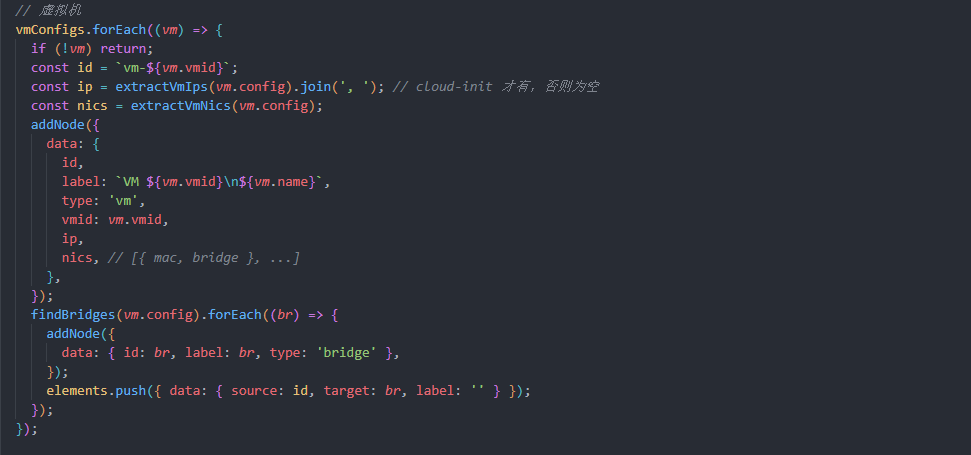 // 虚拟机
vmConfigs.forEach((vm) => {
  if (!vm) return;
  const id = `vm-${vm.vmid}`;
  const ip = extractVmIps(vm.config).join(', '); // cloud-init 才有，否则为空
  const nics = extractVmNics(vm.config);
  addNode({
    data: {
      id,
      label: `VM ${vm.vmid}\n${vm.name}`,
      type: 'vm',
      vmid: vm.vmid,
      ip,
      nics, // [{ mac, bridge }, ...]
    },
  });
  findBridges(vm.config).forEach((br) => {
    addNode({
      data: { id: br, label: br, type: 'bridge' },
    });
    elements.push({ data: { source: id, target: br, label: '' } });
  });
});